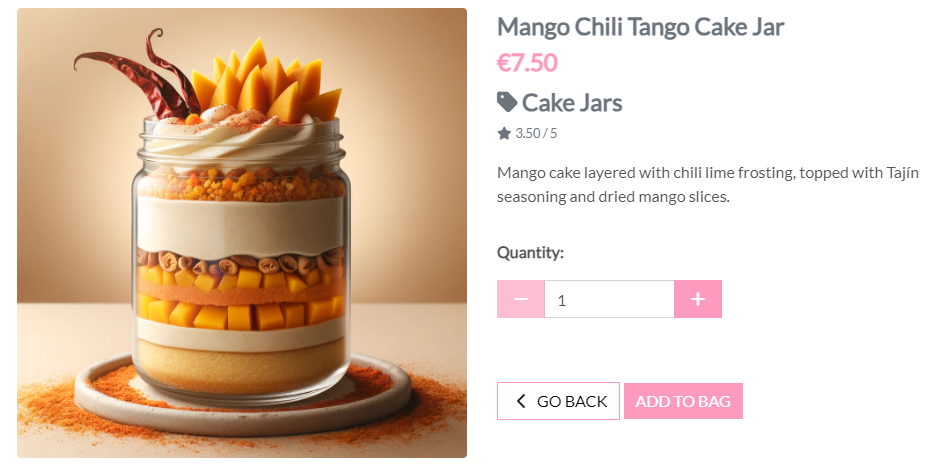 Mango Chili Tango Cake Jar
€7.50
Cake Jars
3.50 / 5
Mango cake layered with chili lime frosting, topped with Tajín
seasoning and dried mango slices.
Quantity:
1
GO BACK
ADD TO BAG